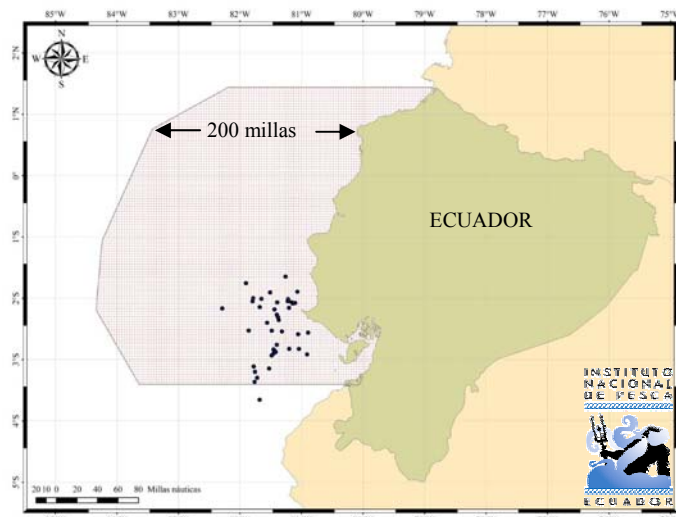 85°W 84°W 83°W 82°W 81°W 80°W 79°W 78°W 77°W 76°W 75°W
N
W E
S
2°N
1°N
200 millas
0°
ECUADOR
1°S
2°S
3°S
4°S
5°S
INSTITUTO
NACIONAL
DE PESCA
ECUADOR
20 10 0 20 40 60 80 Millas náuticas